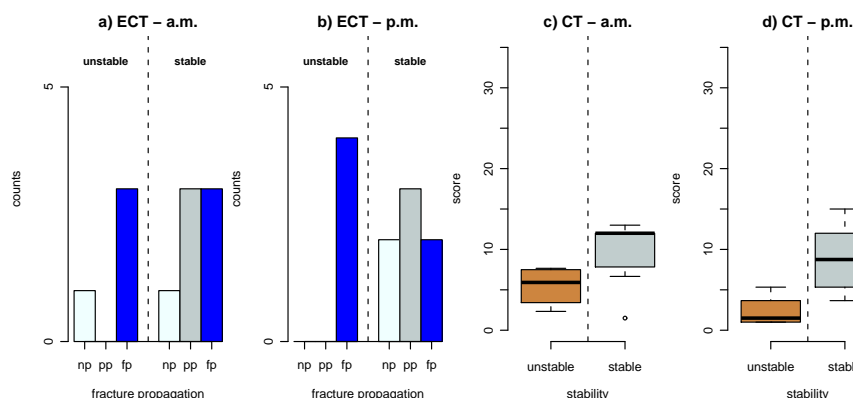 a) ECT – a.m.
unstable
stable
5
0
counts
np pp fp
np pp fp
fracture propagation
b) ECT – p.m.
unstable
stable
5
0
counts
np pp fp
np pp fp
fracture propagation
c) CT – a.m.
30
20
10
0
score
unstable
stable
stability
d) CT – p.m.
30
20
10
0
score
unstable
stabl
stability